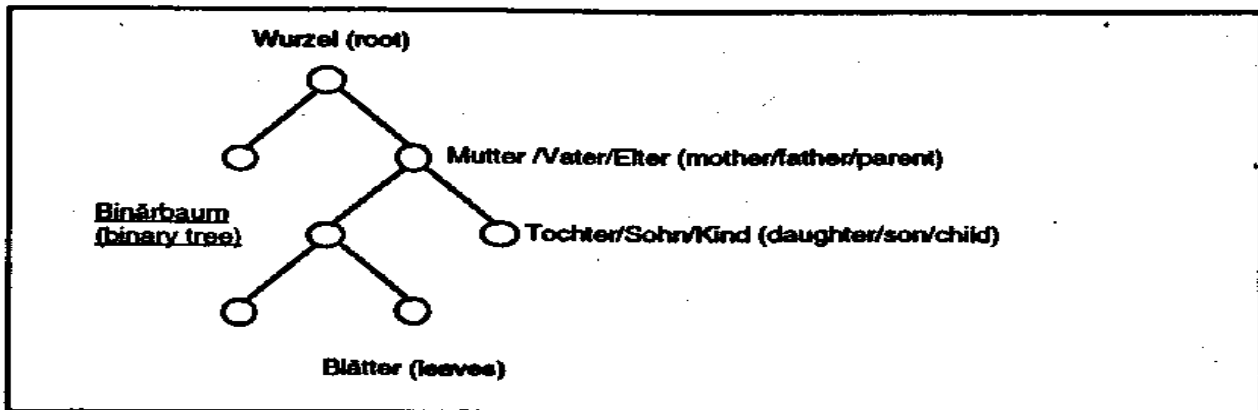 Wurzel (root)
Mutter /Vater/Elter (mother/father/parent)
Binärbaum
(binary tree)
Tochter/Sohn/Kind (daughter/son/child)
Blätter (leaves)